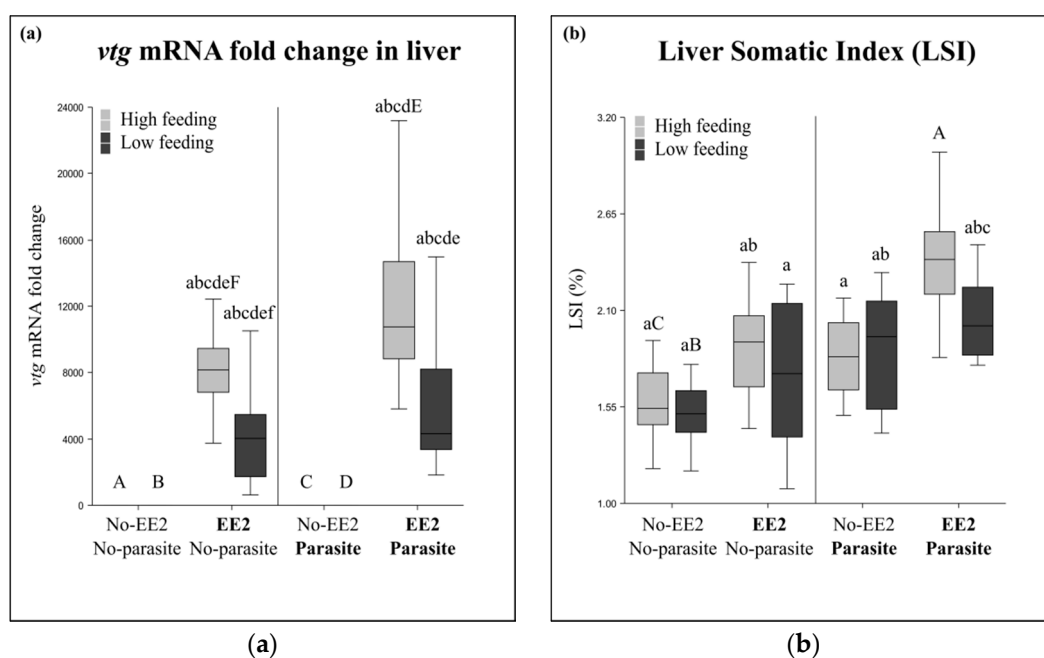 (a)
vtg mRNA fold change in liver
High feeding
Low feeding
vtg mRNA fold change
24000
20000
16000
12000
8000
4000
0
abcdeF
abcdef
abcdE
abcde
A
B
C
D
No-EE2
No-parasite
EE2
No-parasite
No-EE2
Parasite
EE2
Parasite
(a)
(b)
Liver Somatic Index (LSI)
High feeding
Low feeding
LSI (%)
3.20
2.65
2.10
1.55
1.00
aC
aB
ab
a
a
ab
A
abc
No-EE2
No-parasite
EE2
No-parasite
No-EE2
Parasite
EE2
Parasite
(b)